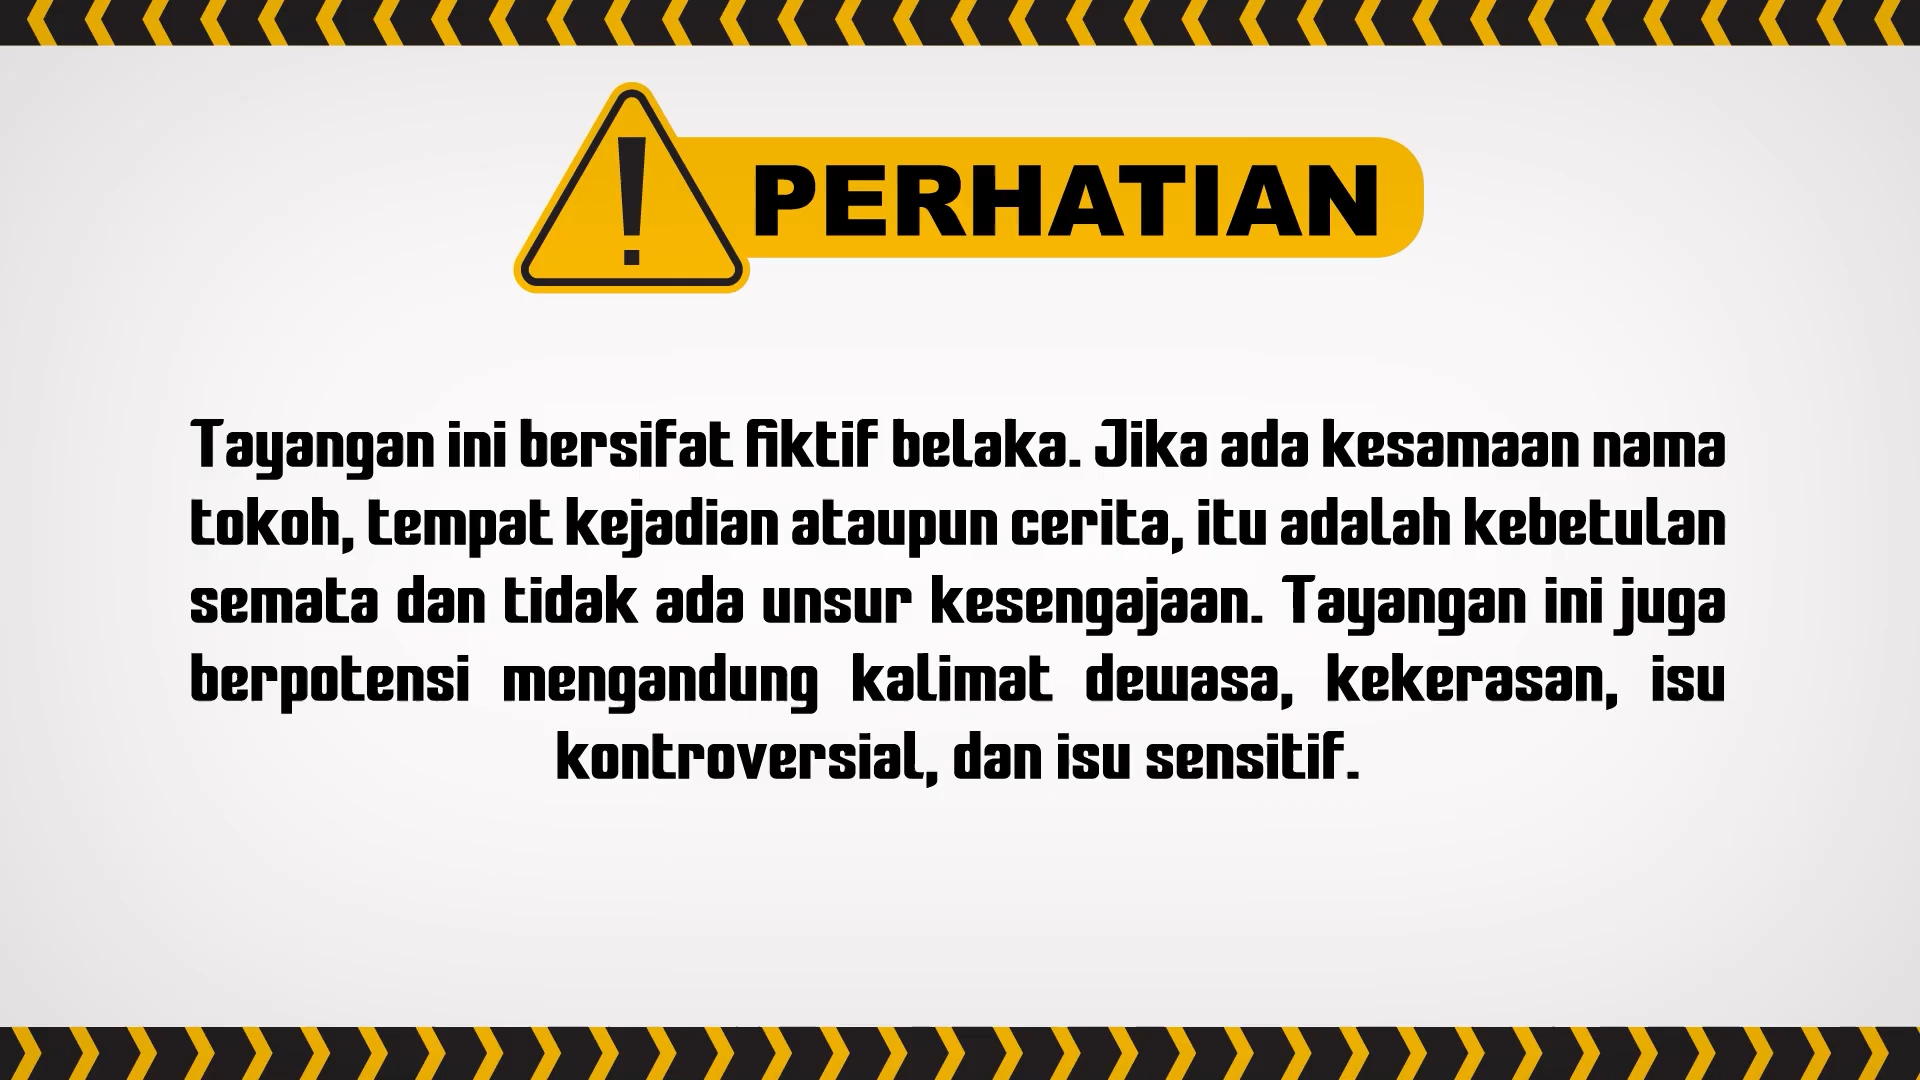 PERHATIAN
Tayangan ini bersifat fiktif belaka. Jika ada kesamaan nama
tokoh, tempat kejadian ataupun cerita, itu adalah kebetulan
semata dan tidak ada unsur kesengajaan. Tayangan ini juga
berpotensi mengandung kalimat dewasa, kekerasan, isu
kontroversial, dan isu sensitif.